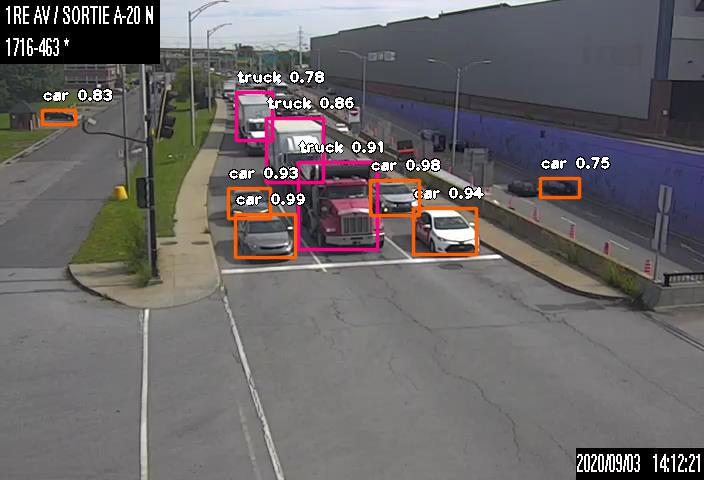 1RE AV / SORTIE A-20 N
1716-463 *
truck 0.78
car 0.83
truck 0.86
truck 0.91
car 0.98
car 0.75
car 0.93
car 0.94
car 0.99
2020/09/03 14:12:21